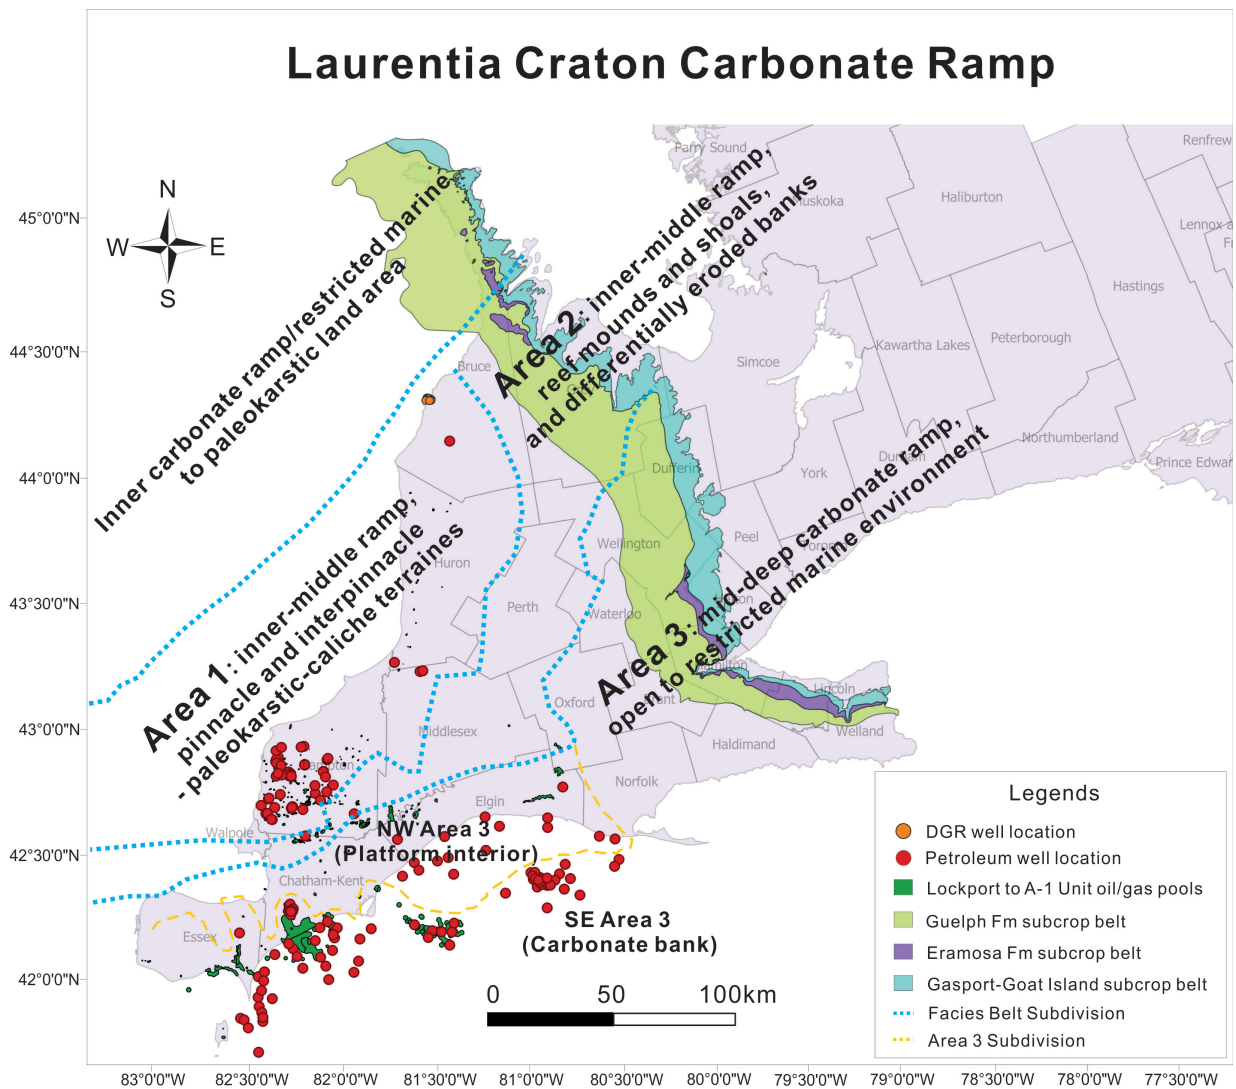 Laurentia Craton Carbonate Ramp
N
W
E
S
45°0'0"N
44°30'0"N
44°0'0"N
43°30'0"N
43°0'0"N
42°30'0"N
42°0'0"N
Parry Sound
Renfrew
Muskoka
Haliburton
Lennox a
Hastings
Peterborough
Kawartha Lakes
Simcoe
Northumberland
Prince Edwar
Bruce
Dufferin
York
Peel
Wellington
Huron
Perth
Waterloo
Oxford
Middlesex
Haldimand
Norfolk
Lincoln
Welland
Elgin
Walpole
Chatham-Kent
Essex
Inner carbonate ramp/restricted marine
to paleokarstic land area
Area 2: inner-middle ramp,
reef mounds and shoals,
and differentially eroded banks
Area 1: inner-middle ramp,
pinnacle and interpinnacle
- paleokarstic-caliche terraines
Area 3: mid-deep carbonate ramp,
open to restricted marine environment
NW Area 3
(Platform interior)
SE Area 3
(Carbonate bank)
0 50 100km
Legends
DGR well location
Petroleum well location
Lockport to A-1 Unit oil/gas pools
Guelph Fm subcrop belt
Eramosa Fm subcrop belt
Gasport-Goat Island subcrop belt
Facies Belt Subdivision
Area 3 Subdivision
83°0'0"W 82°30'0"W 82°0'0"W 81°30'0"W 81°0'0"W 80°30'0"W 80°0'0"W 79°30'0"W 79°0'0"W 78°30'0"W 78°0'0"W 77°30'0"W